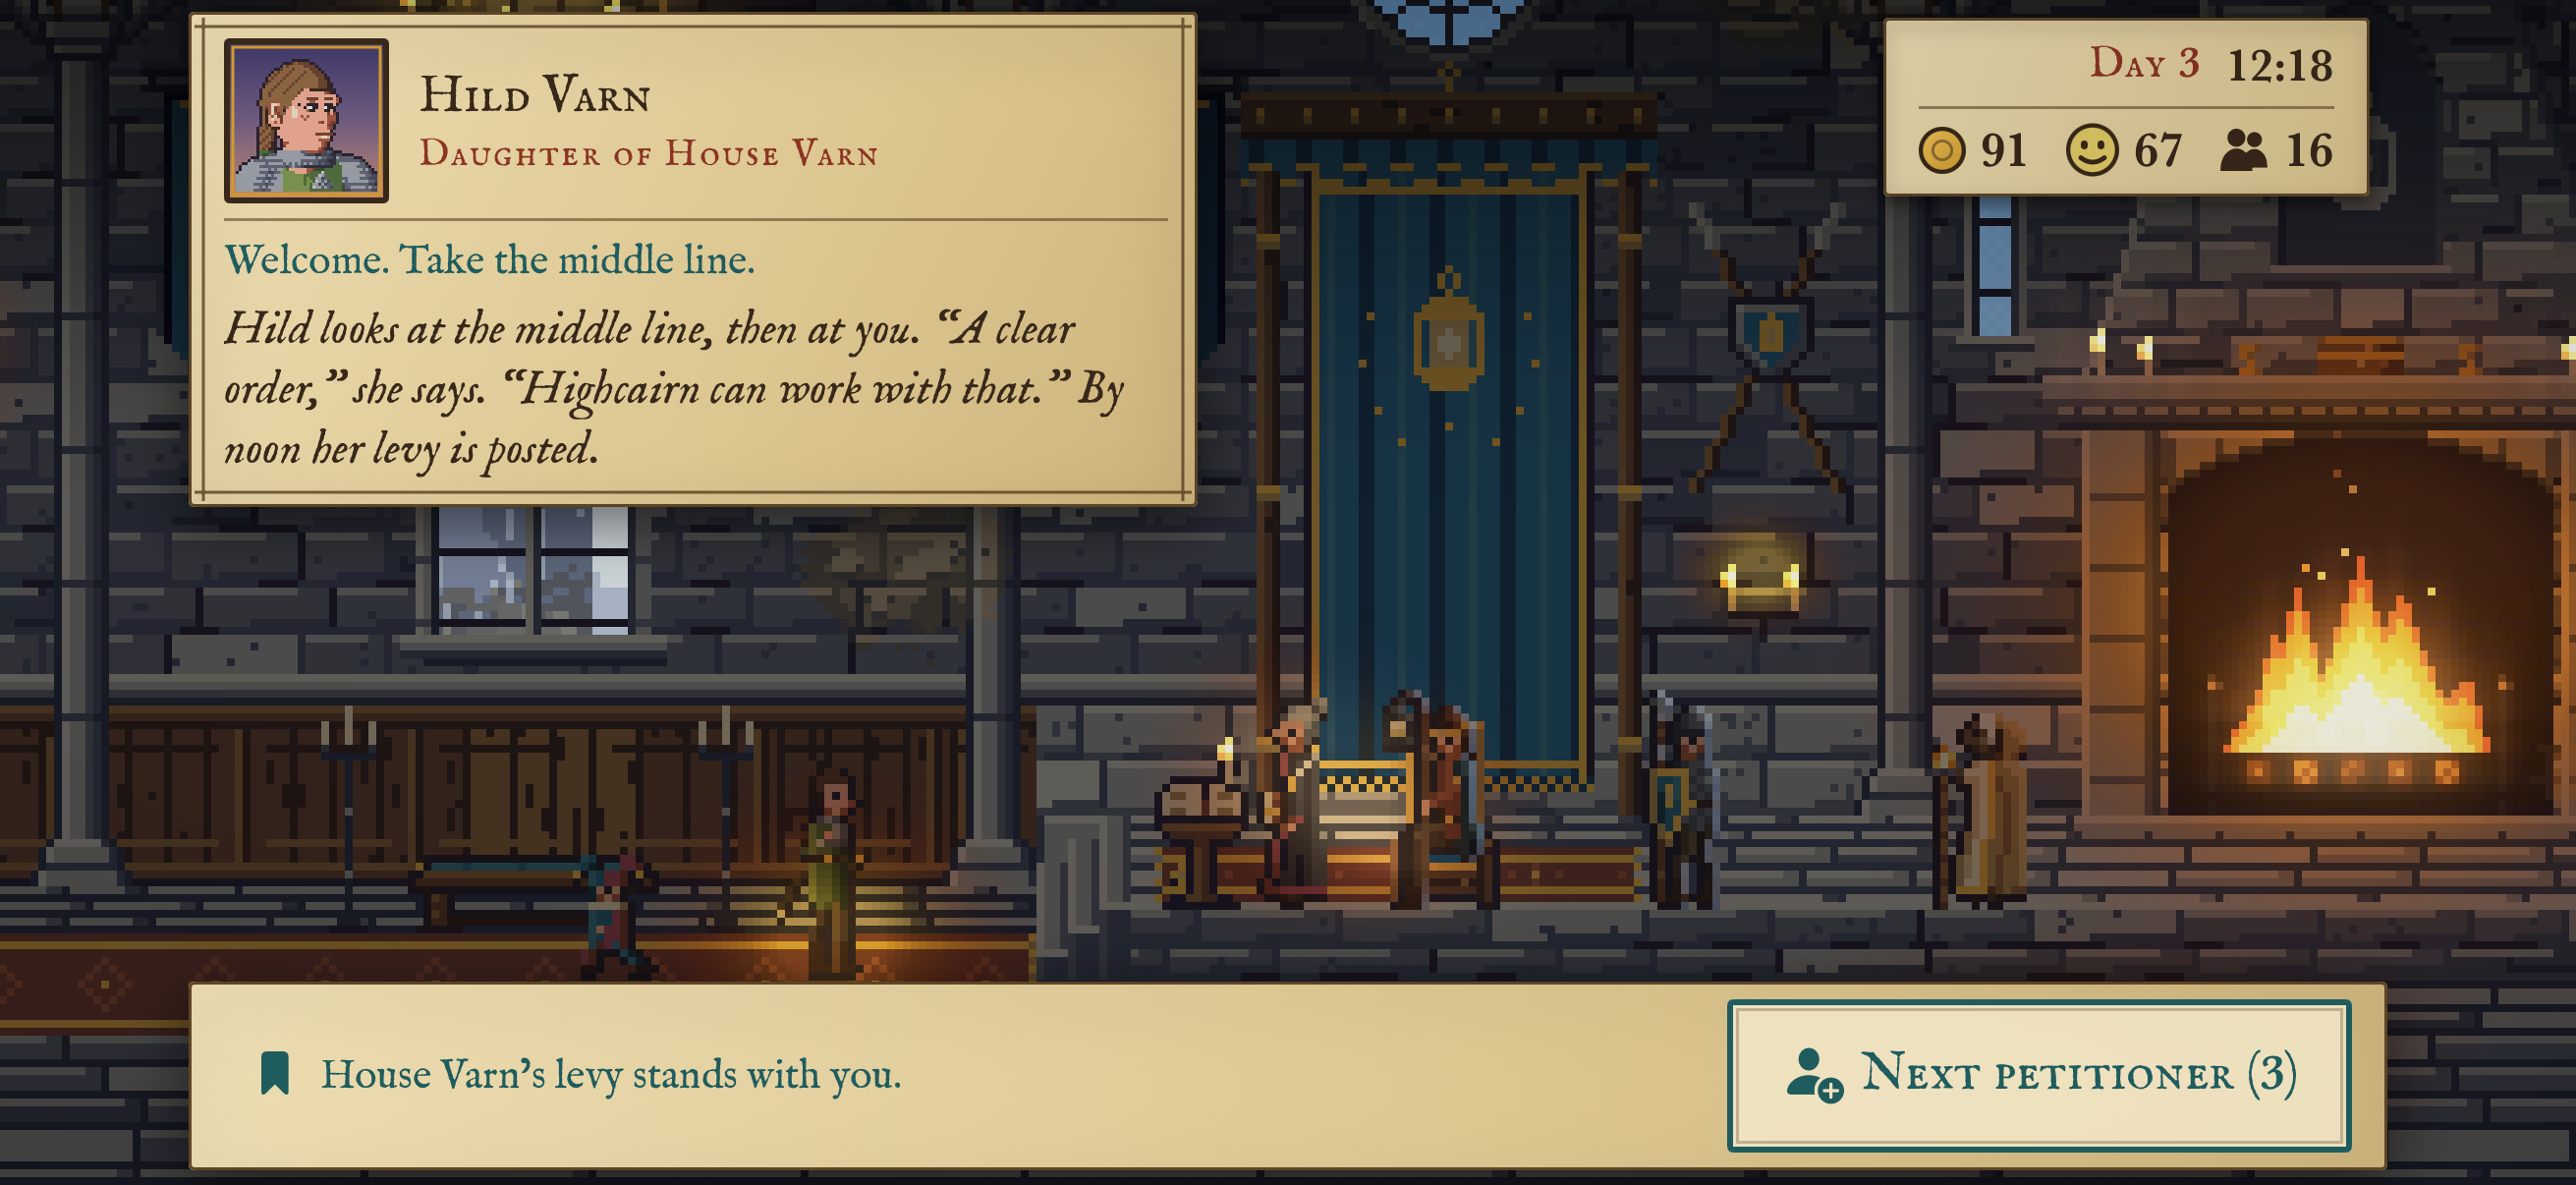 Hild Varn
Daughter of House Varn
Welcome. Take the middle line.
Hild looks at the middle line, then at you. “A clear
order,” she says. “Highcairn can work with that.” By
noon her levy is posted.
Day 3 12:18
91 67 16
House Varn’s levy stands with you.
Next petitioner (3)